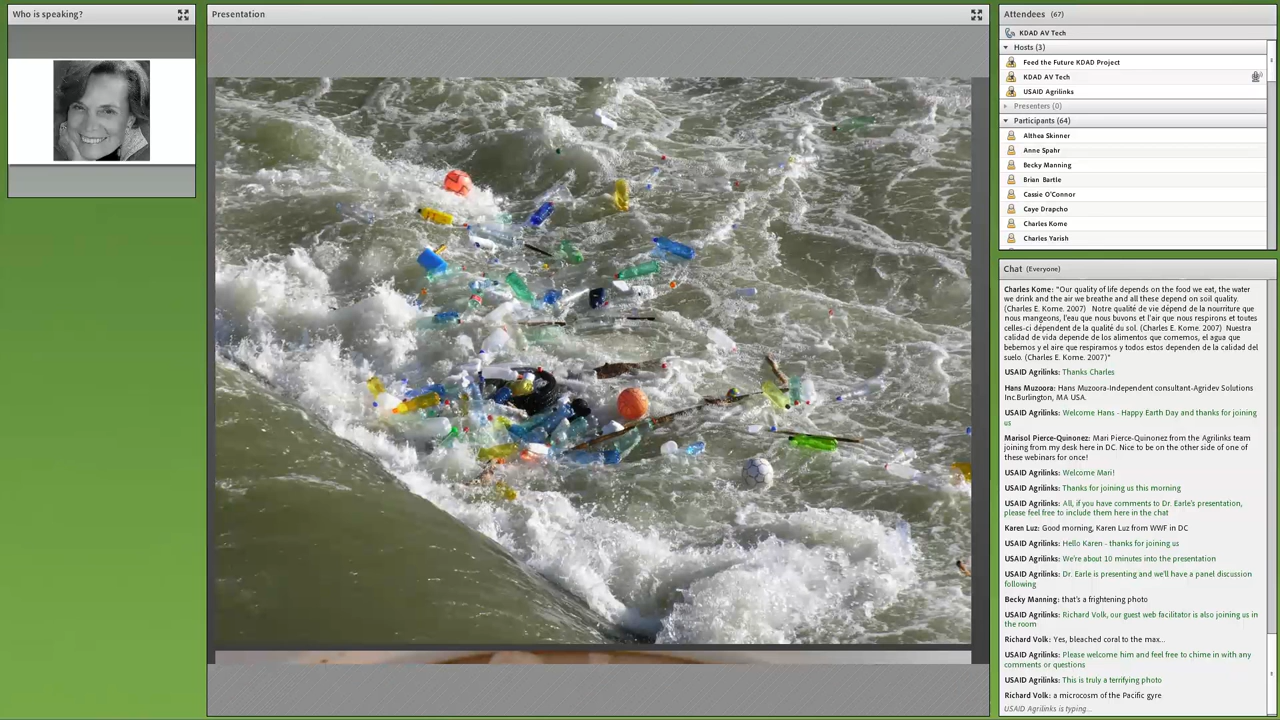 Who is speaking?
Presentation
Attendees (67)
KDAD AV Tech
Hosts (3)
Feed the Future KDAD Project
KDAD AV Tech
USAID Agrilinks
Presenters (0)
Participants (64)
Althea Skinner
Anne Spahr
Becky Manning
Brian Bartle
Cassie O'Connor
Caye Drapcho
Charles Kome
Charles Yarish
Chat (Everyone)
Charles Kome: "Our quality of life depends on the food we eat, the water
we drink and the air we breathe and all these depend on soil quality.
(Charles E. Kome. 2007) Notre qualité de vie dépend de la nourriture que
nous mangeons, l'eau que nous buvons et l'air que nous respirons et toutes
celles-ci dépendent de la qualité du sol. (Charles E. Kome. 2007) Nuestra
calidad de vida depende de los alimentos que comemos, el agua que
bebemos y el aire que respiramos y todos estos dependen de la calidad del
suelo. (Charles E. Kome. 2007)"
USAID Agrilinks: Thanks Charles
Hans Muzoora: Hans Muzoora-Independent consultant-Agridev Solutions
Inc.Burlington, MA USA.
USAID Agrilinks: Welcome Hans - Happy Earth Day and thanks for joining
us
Marisol Pierce-Quinonez: Mari Pierce-Quinonez from the Agrilinks team
joining from my desk here in DC. Nice to be on the other side of one of
these webinars for once!
USAID Agrilinks: Welcome Mari!
USAID Agrilinks: Thanks for joining us this morning
USAID Agrilinks: All, if you have comments to Dr. Earle's presentation,
please feel free to include them here in the chat
Karen Luz: Good morning, Karen Luz from WWF in DC
USAID Agrilinks: Hello Karen - thanks for joining us
USAID Agrilinks: We're about 10 minutes into the presentation
USAID Agrilinks: Dr. Earle is presenting and we'll have a panel discussion
following
Becky Manning: that's a frightening photo
USAID Agrilinks: Richard Volk, our guest web facilitator is also joining us in
the room
Richard Volk: Yes, bleached coral to the max...
USAID Agrilinks: Please welcome him and feel free to chime in with any
comments or questions
USAID Agrilinks: This is truly a terrifying photo
Richard Volk: a microcosm of the Pacific gyre
USAID Agrilinks is typing...